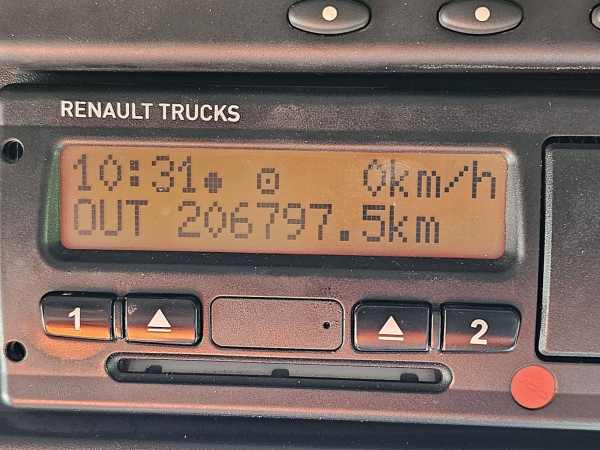 RENAULT TRUCKS
10:31● ⊙ 0km/h
OUT 206797.5km
1 2